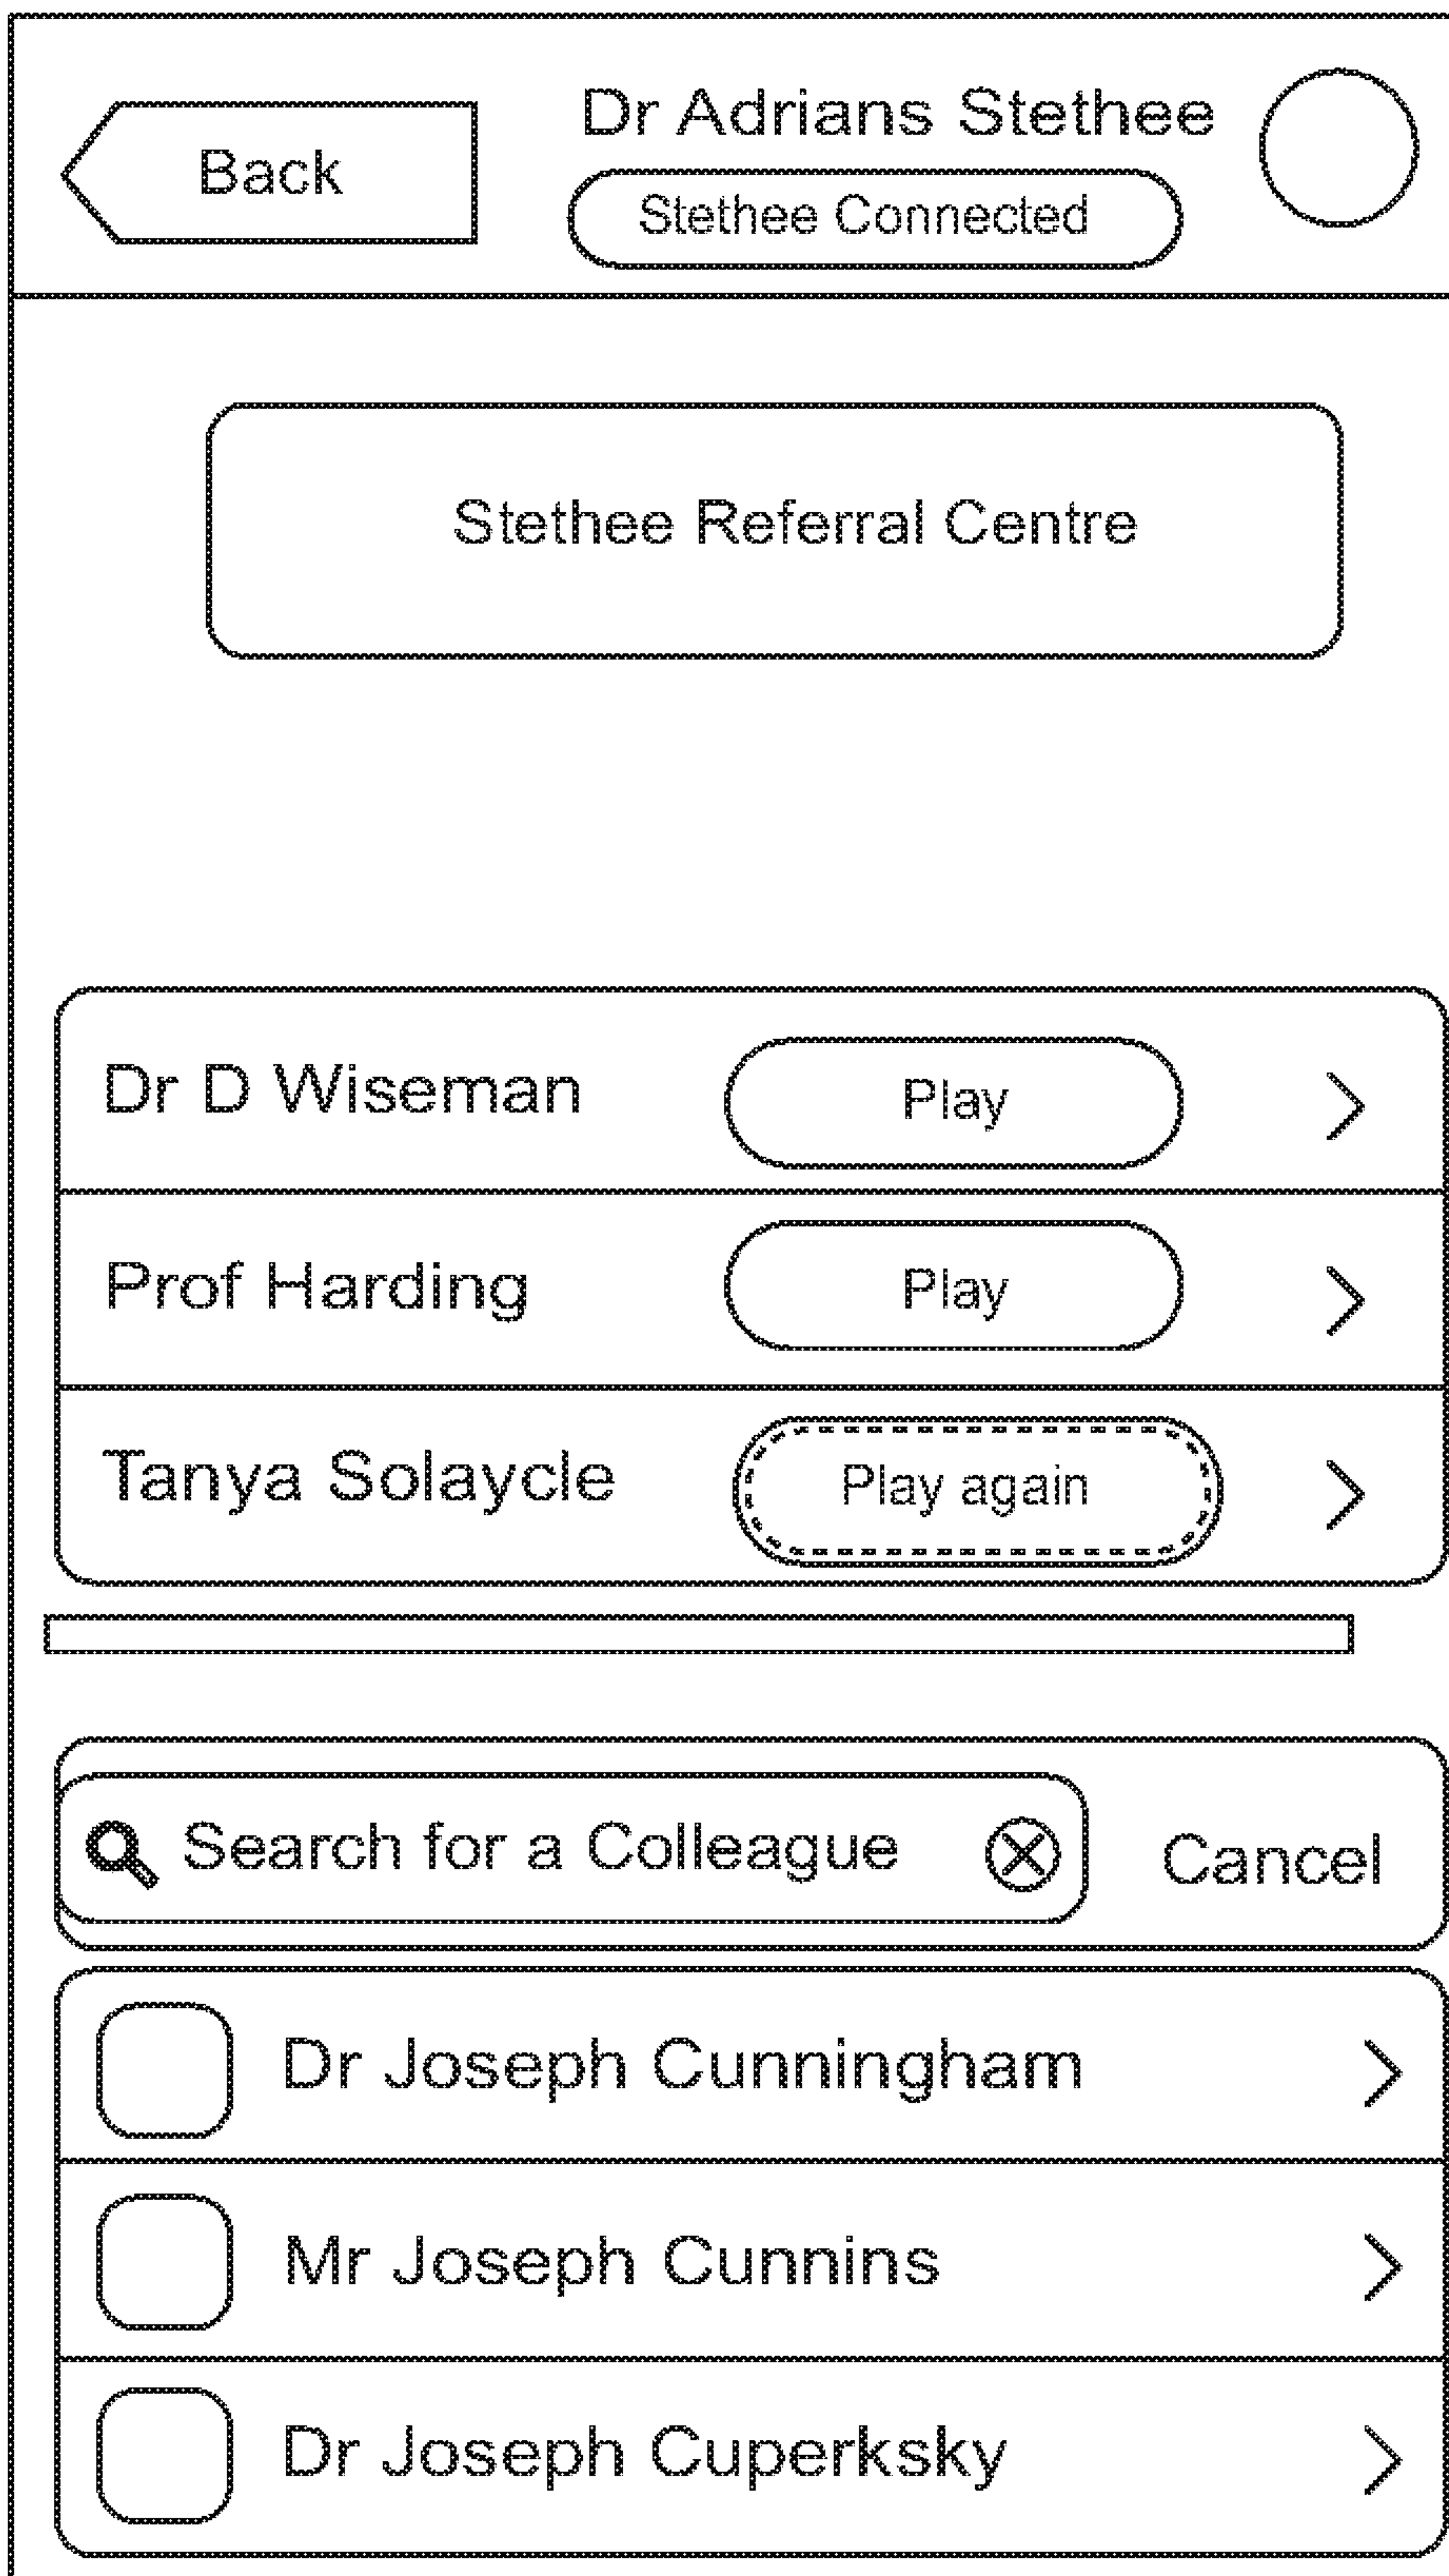 Back
Dr Adrians Stethee
Stethee Connected
Stethee Referral Centre
Dr D Wiseman Play
Prof Harding Play
Tanya Solaycle Play again
Search for a Colleague Cancel
Dr Joseph Cunningham
Mr Joseph Cunnins
Dr Joseph Cuperksky